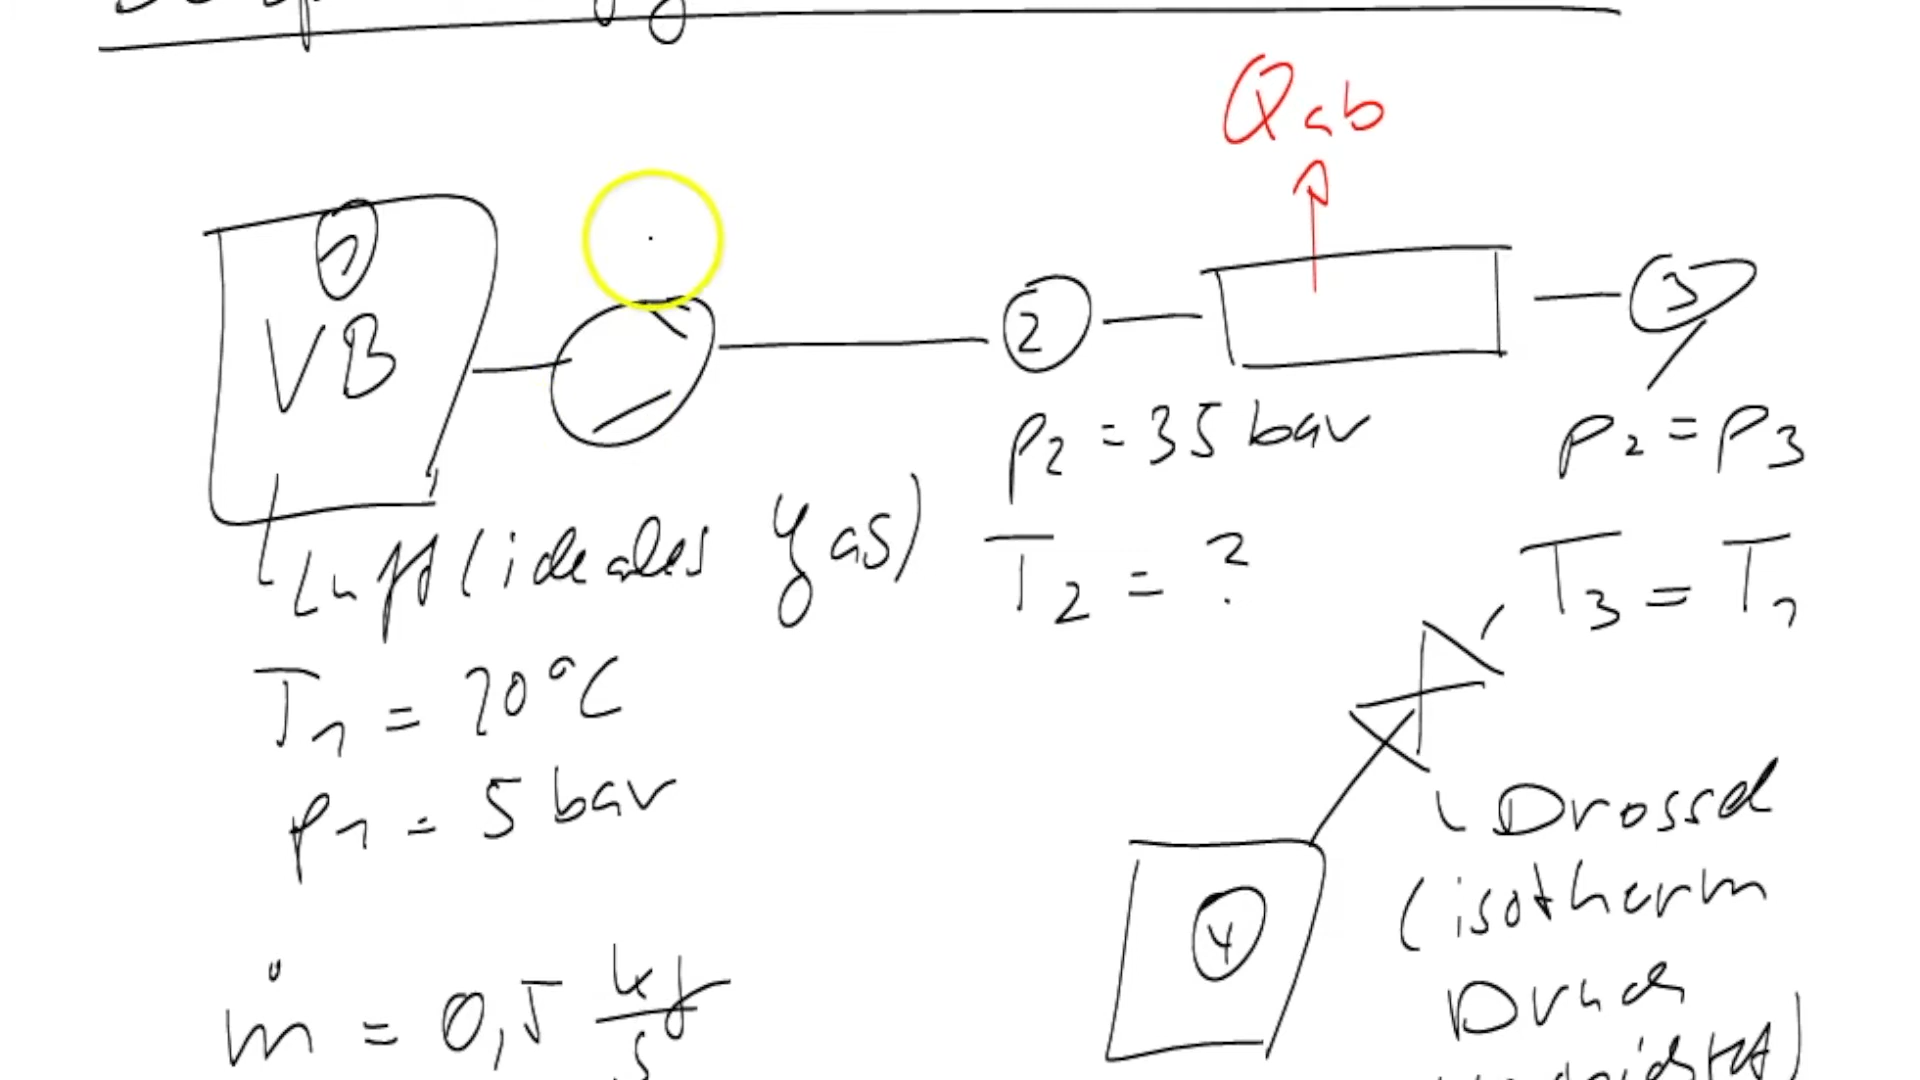 Qab
1
VB
2
3
p2 = 35 bar
p2 = p3
Luft (ideales Gas)
T2 = ?
T3 = T1
T1 = 20°C
p1 = 5 bar
Drossel
(isotherm
4
Druck
ṁ = 0,5 kg/s